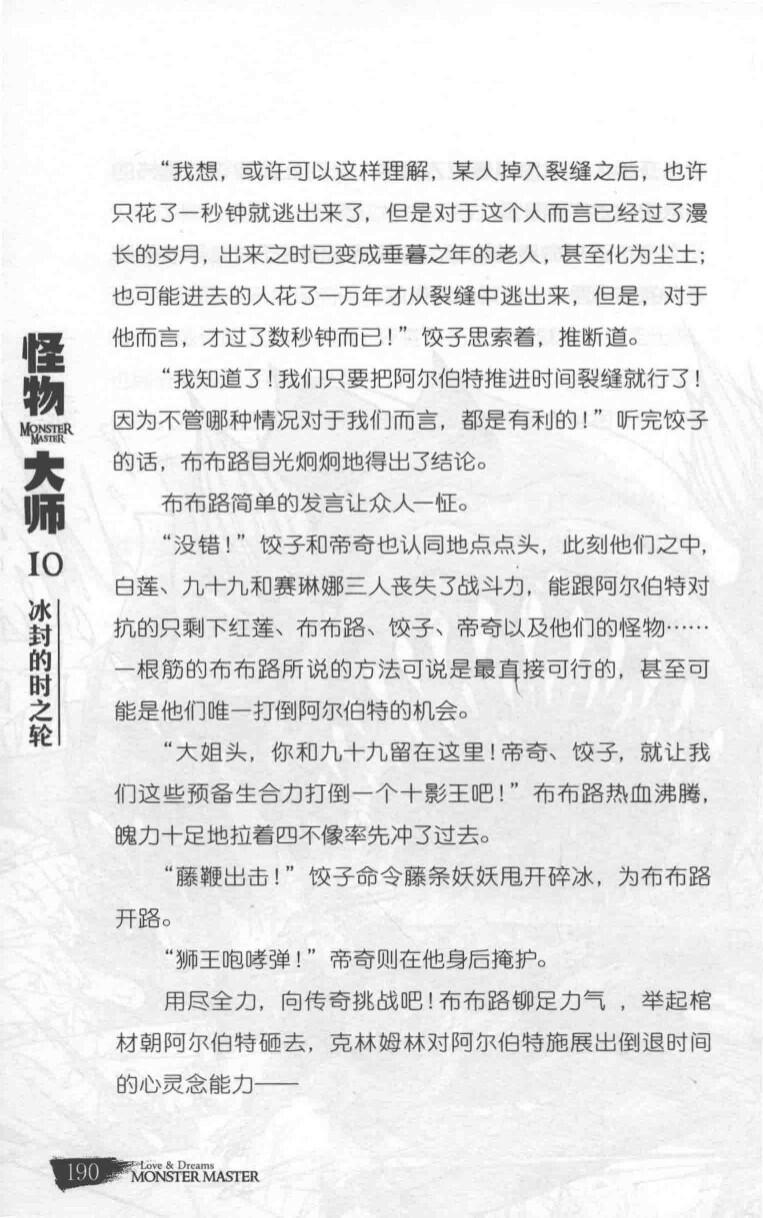 “我想，或许可以这样理解，某人掉入裂缝之后，也许
只花了一秒钟就逃出来了，但是对于这个人而言已经过了漫
长的岁月，出来之时已变成垂暮之年的老人，甚至化为尘土；
也可能进去的人花了一万年才从裂缝中逃出来，但是，对于
他而言，才过了数秒钟而已！”饺子思索着，推断道。
“我知道了！我们只要把阿尔伯特推进时间裂缝就行了！
因为不管哪种情况对于我们而言，都是有利的！”听完饺子
的话，布布路目光炯炯地得出了结论。
布布路简单的发言让众人一怔。
“没错！”饺子和帝奇也认同地点点头，此刻他们之中，
白莲、九十九和赛琳娜三人丧失了战斗力，能跟阿尔伯特对
抗的只剩下红莲、布布路、饺子、帝奇以及他们的怪物……
一根筋的布布路所说的方法可说是最直接可行的，甚至可
能是他们唯一打倒阿尔伯特的机会。
“大姐头，你和九十九留在这里！帝奇、饺子，就让我
们这些预备生合力打倒一个十影王吧！”布布路热血沸腾，
魄力十足地拉着四不像率先冲了过去。
“藤鞭出击！”饺子命令藤条妖妖甩开碎冰，为布布路
开路。
“狮王咆哮弹！”帝奇则在他身后掩护。
用尽全力，向传奇挑战吧！布布路铆足力气，举起棺
材朝阿尔伯特砸去，克林姆林对阿尔伯特施展出倒退时间
的心灵念能力——
怪物
MONSTER
MASTER
大师
10
冰封的时之轮
190
Love & Dreams
MONSTER MASTER